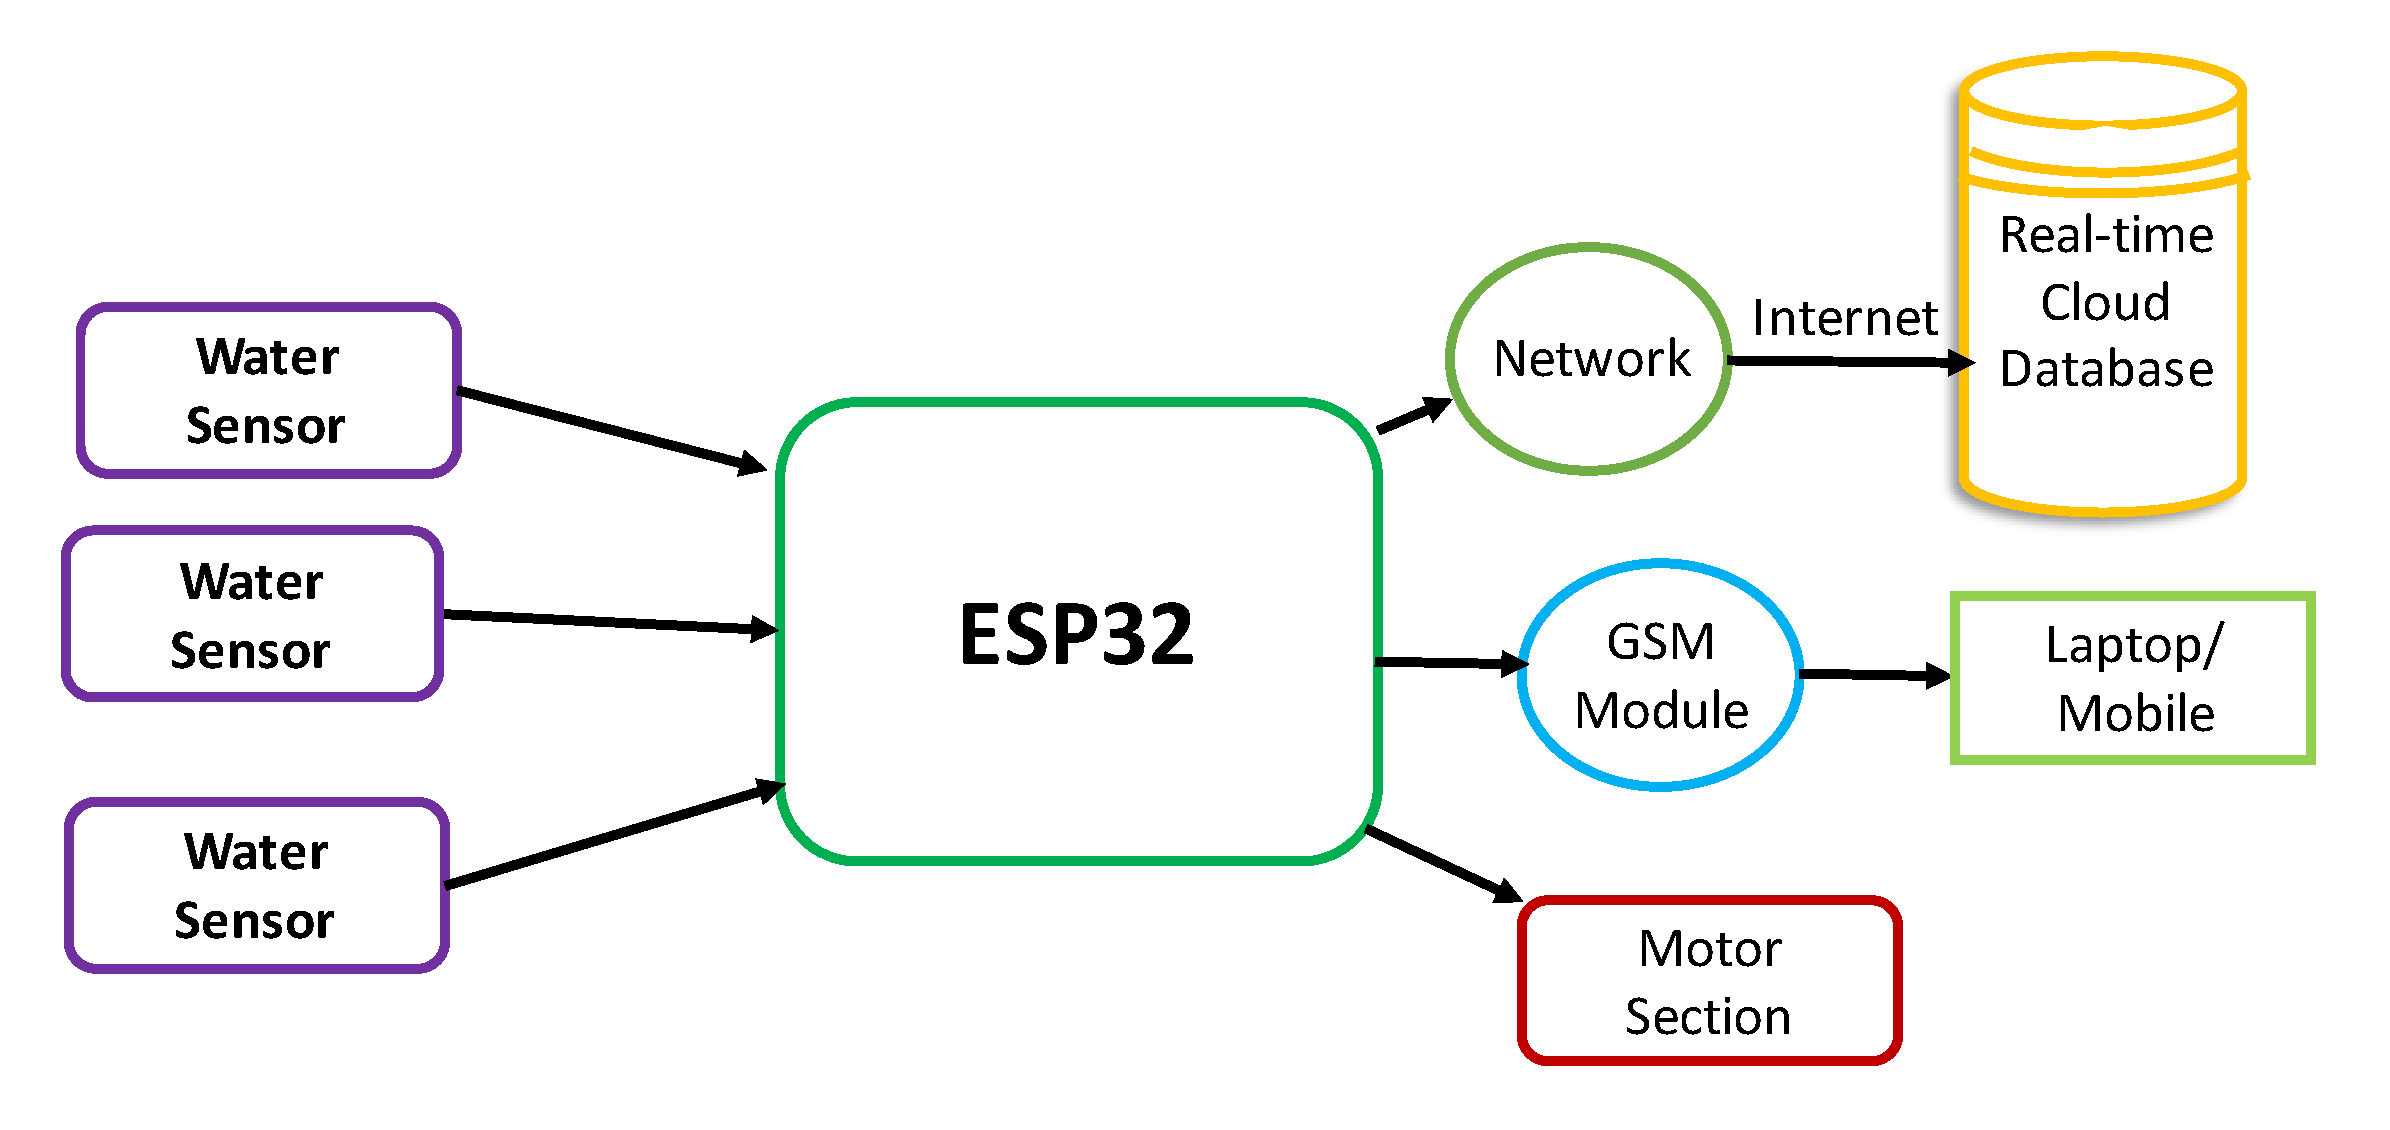 Water
Sensor
Water
Sensor
Water
Sensor
ESP32
Network
Internet
Real-time
Cloud
Database
GSM
Module
Laptop/
Mobile
Motor
Section